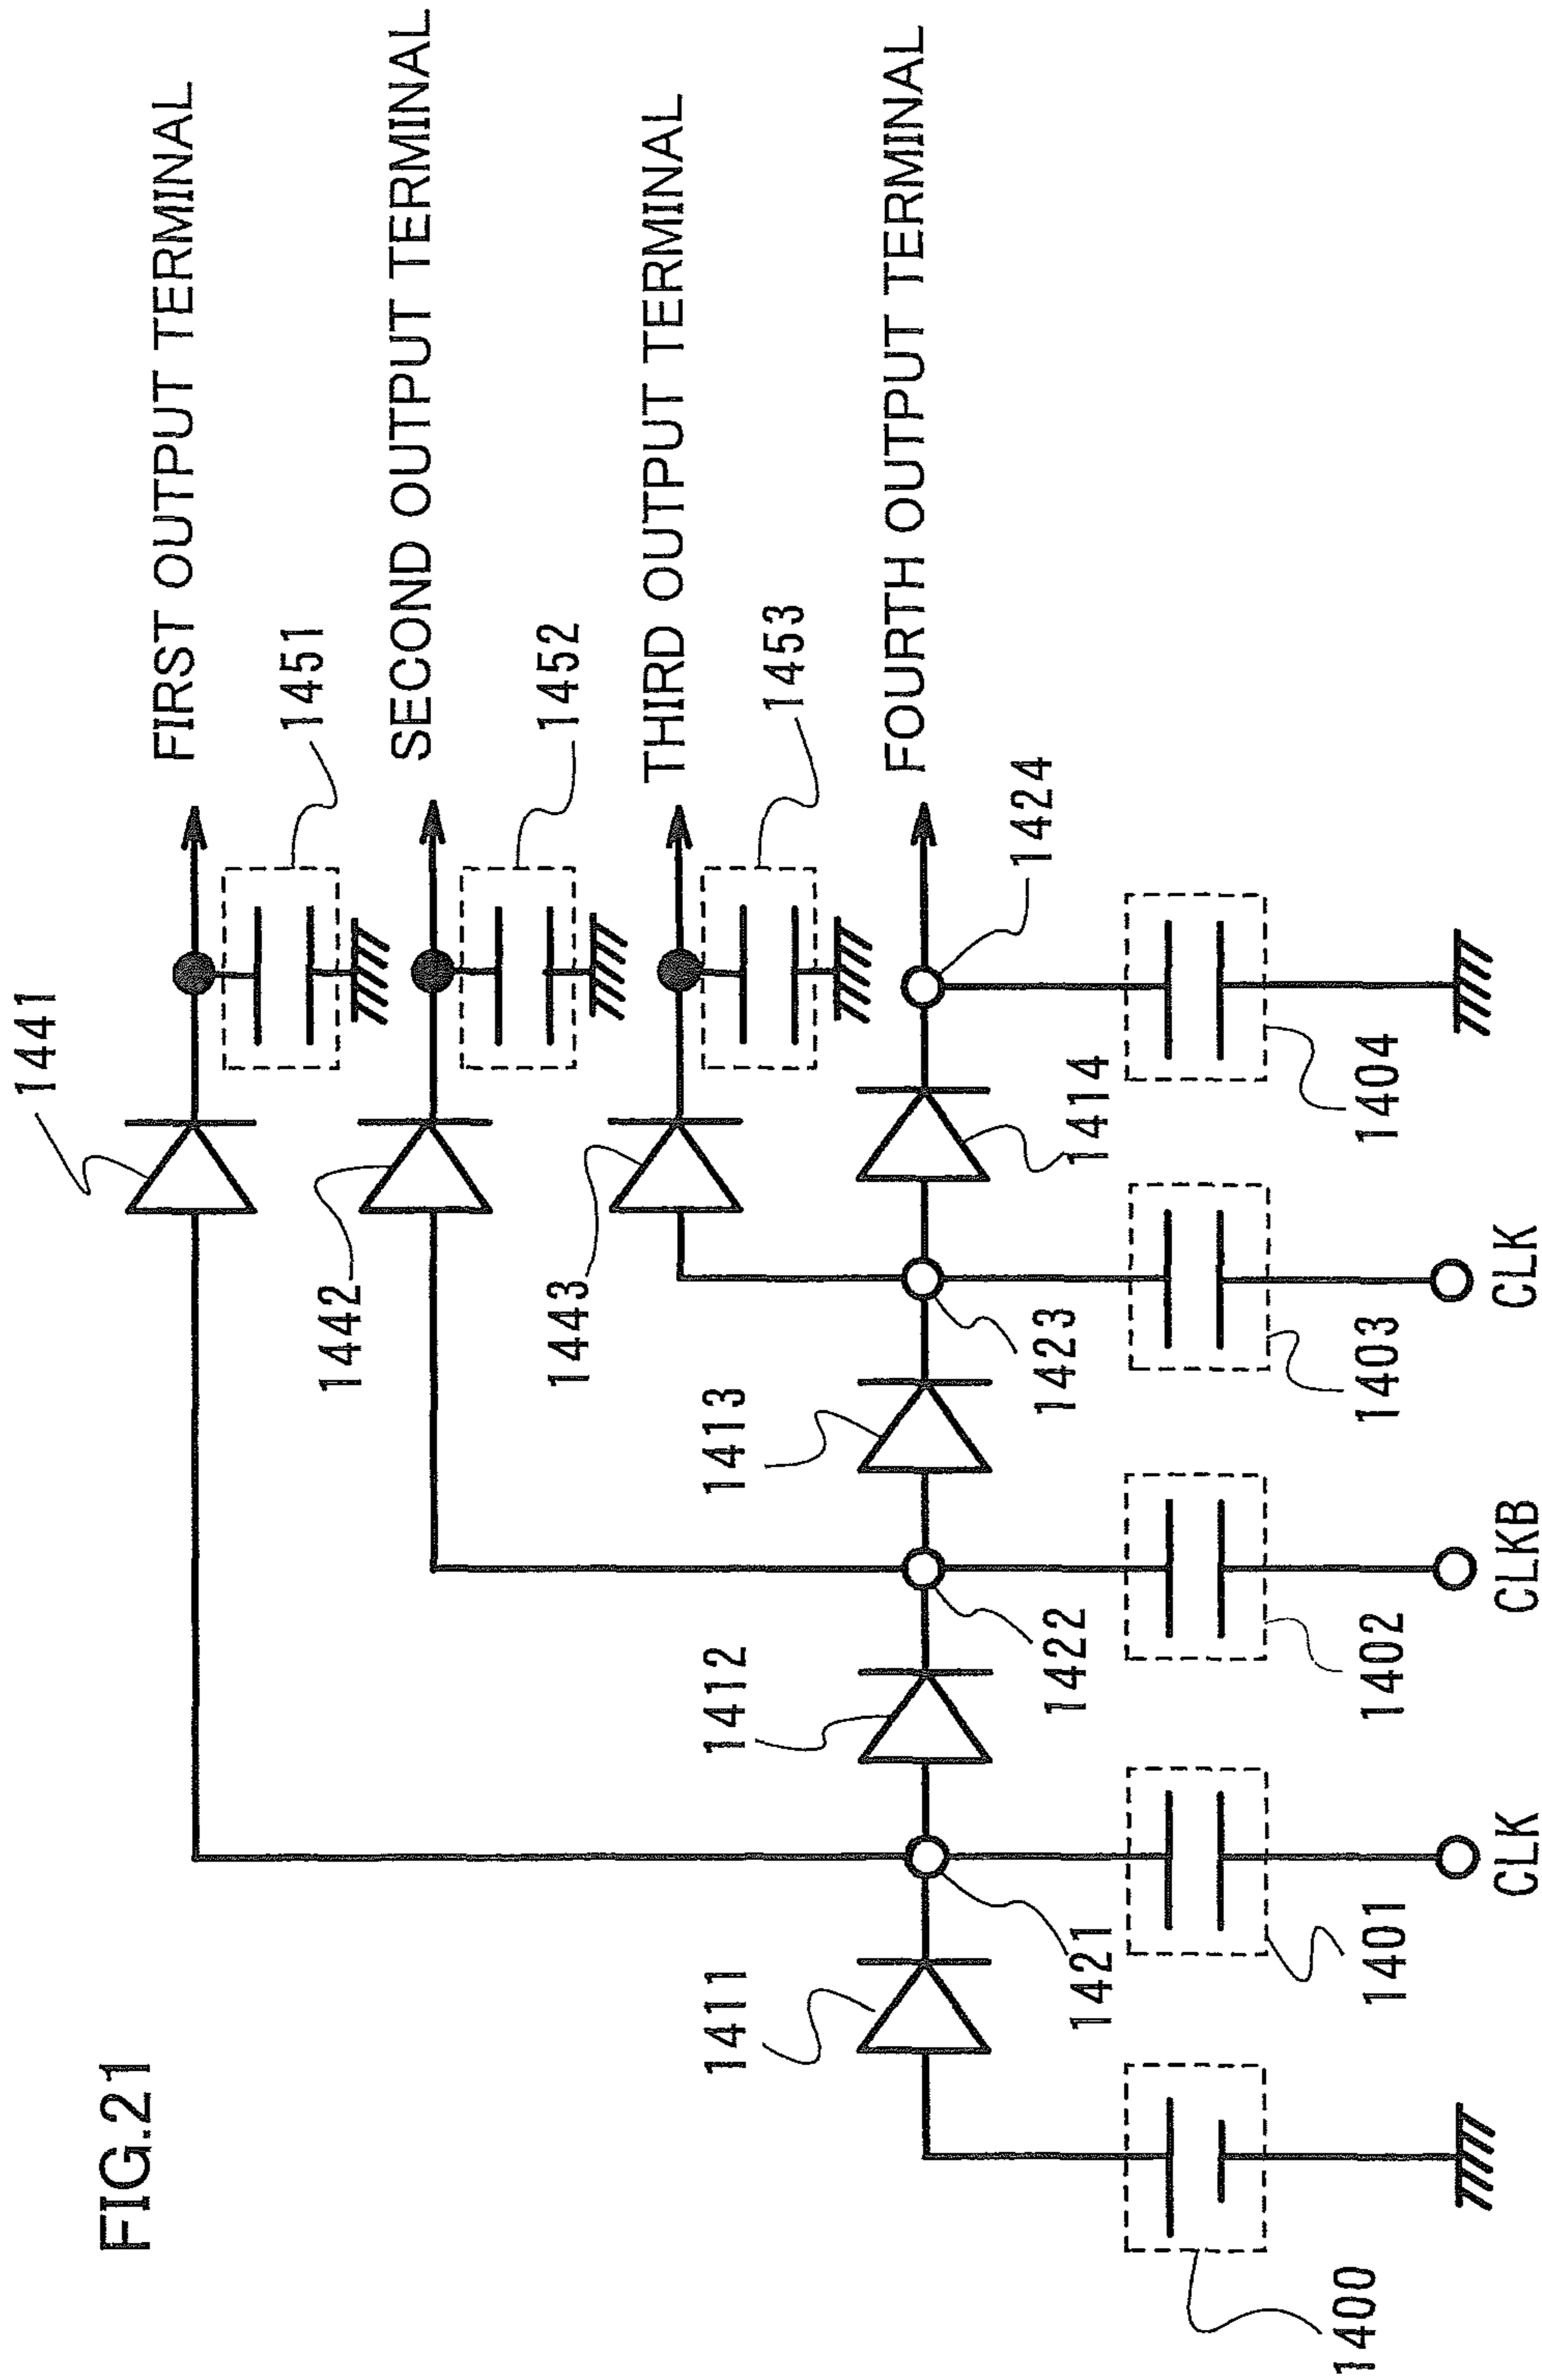 FIG.21
1441
FIRST OUTPUT TERMINAL
1451
1442
SECOND OUTPUT TERMINAL
1452
1443
THIRD OUTPUT TERMINAL
1453
1411
1412
1413
1414
FOURTH OUTPUT TERMINAL
1421
1422
1423
1424
1400
1401
1402
1403
1404
CLK
CLKB
CLK